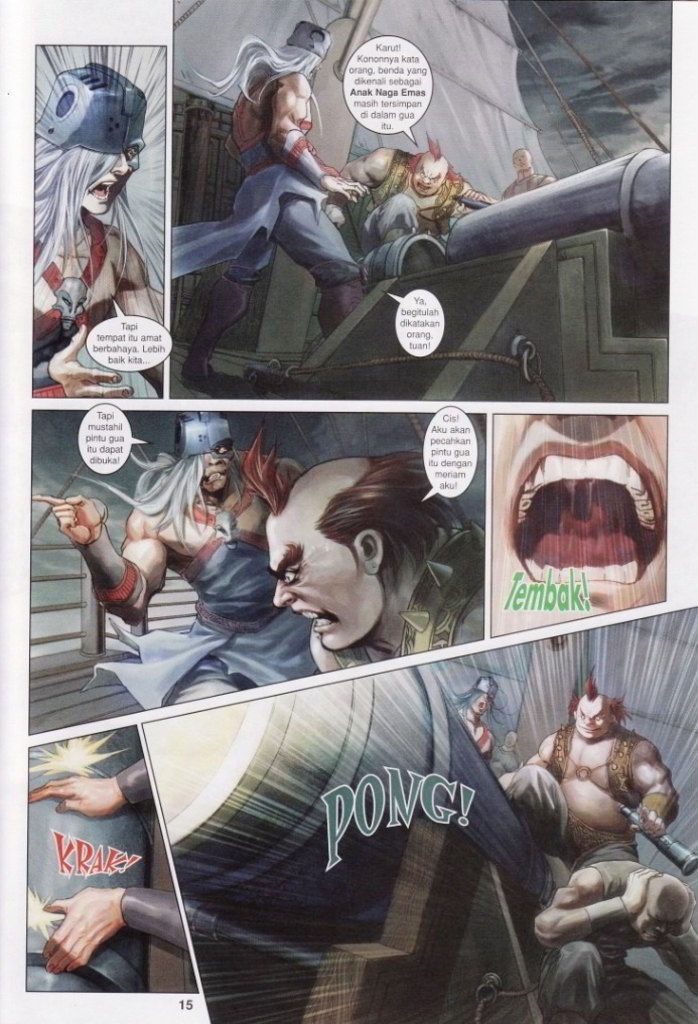 Karut!
Kononnya kata
orang, benda yang
dikenali sebagai
Anak Naga Emas
masih tersimpan
di dalam gua
itu.
Ya,
begitulah
dikatakan
orang,
tuan!
Tapi
tempat itu amat
berbahaya. Lebih
baik kita...
Tapi
mustahil
pintu gua
itu dapat
dibuka!
Cis!
Aku akan
pecahkan
pintu gua
itu dengan
meriam
aku!
Tembak!
KRAK!
PONG!
15